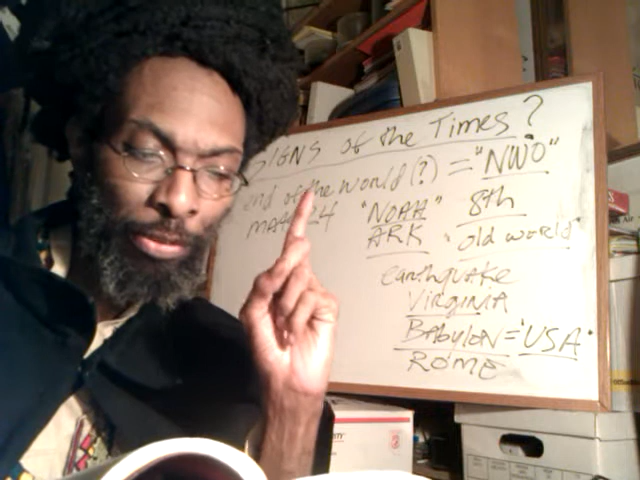 SIGNS of the Times?
end of the World (?) = "NWO"
MATT 24 "NOAH" 8th
ARK "old world"
earthquake
VIRGINIA
BAbylON = "USA"
ROME